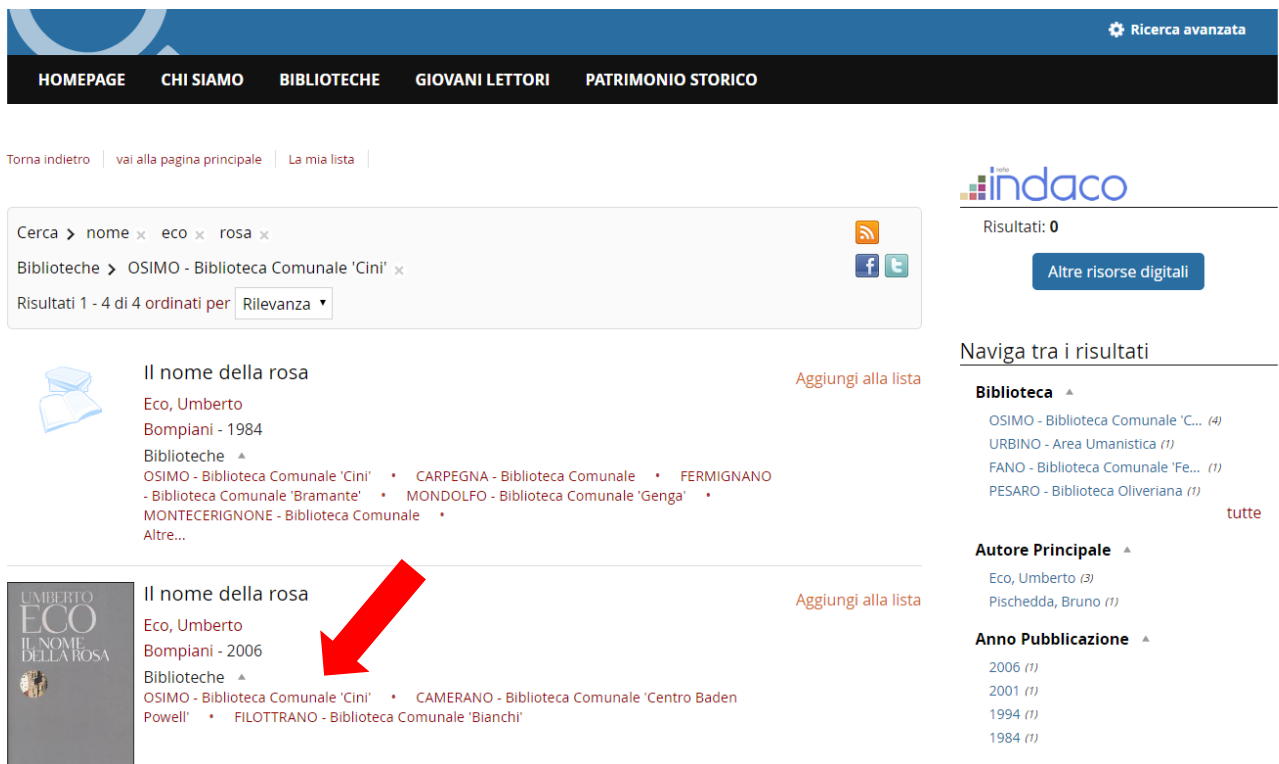 Ricerca avanzata
HOMEPAGE CHI SIAMO BIBLIOTECHE GIOVANI LETTORI PATRIMONIO STORICO
Torna indietro vai alla pagina principale La mia lista
Cerca > nome x eco x rosa x
Biblioteche > OSIMO - Biblioteca Comunale 'Cini' x
Risultati 1 - 4 di 4 ordinati per Rilevanza
Il nome della rosa
Aggiungi alla lista
Eco, Umberto
Bompiani - 1984
Biblioteche
OSIMO - Biblioteca Comunale 'Cini' • CARPEGNA - Biblioteca Comunale • FERMIGNANO
- Biblioteca Comunale 'Bramante' • MONDOLFO - Biblioteca Comunale 'Genga' •
MONTECERIGNONE - Biblioteca Comunale •
Altre...
UMBERTO
ECO
IL NOME
DELLA ROSA
Il nome della rosa
Aggiungi alla lista
Eco, Umberto
Bompiani - 2006
Biblioteche
OSIMO - Biblioteca Comunale 'Cini' • CAMERANO - Biblioteca Comunale 'Centro Baden
Powell' • FILOTTRANO - Biblioteca Comunale 'Bianchi'
rete
indaco
Risultati: 0
Altre risorse digitali
Naviga tra i risultati
Biblioteca
OSIMO - Biblioteca Comunale 'C... (4)
URBINO - Area Umanistica (1)
FANO - Biblioteca Comunale 'Fe... (1)
PESARO - Biblioteca Oliveriana (1)
tutte
Autore Principale
Eco, Umberto (3)
Pischedda, Bruno (1)
Anno Pubblicazione
2006 (1)
2001 (1)
1994 (1)
1984 (1)